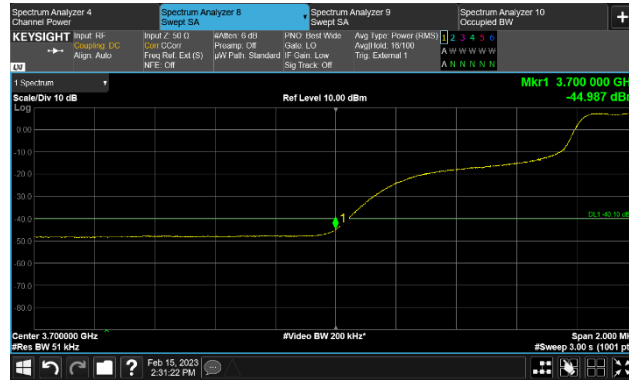 Spectrum Analyzer 4
Channel Power
Spectrum Analyzer 8
Swept SA
Spectrum Analyzer 9
Swept SA
Spectrum Analyzer 10
Occupied BW
KEYSIGHT
Input: RF
Coupling: DC
Align: Auto
Input Z: 50 Ω
Corr CCorr
Freq Ref: Ext (S)
NFE: Off
#Atten: 6 dB
Preamp: Off
µW Path: Standard
PNO: Best Wide
Gate: LO
IF Gain: Low
Sig Track: Off
Avg Type: Power (RMS)
Avg|Hold: 16/100
Trig: External 1
1 2 3 4 5 6
A W W W W W
A N N N N N
LXI
1 Spectrum
Scale/Div 10 dB
Log
Ref Level 10.00 dBm
Mkr1 3.700 000 GH
-44.987 dB
0.00
-10.0
-20.0
-30.0
-40.0
-50.0
-60.0
-70.0
-80.0
1
DL1 -40.10 dB
Center 3.700000 GHz
#Res BW 51 kHz
#Video BW 200 kHz*
Span 2.000 M
#Sweep 3.00 s (1001 pt
?
Feb 15, 2023
2:31:22 PM